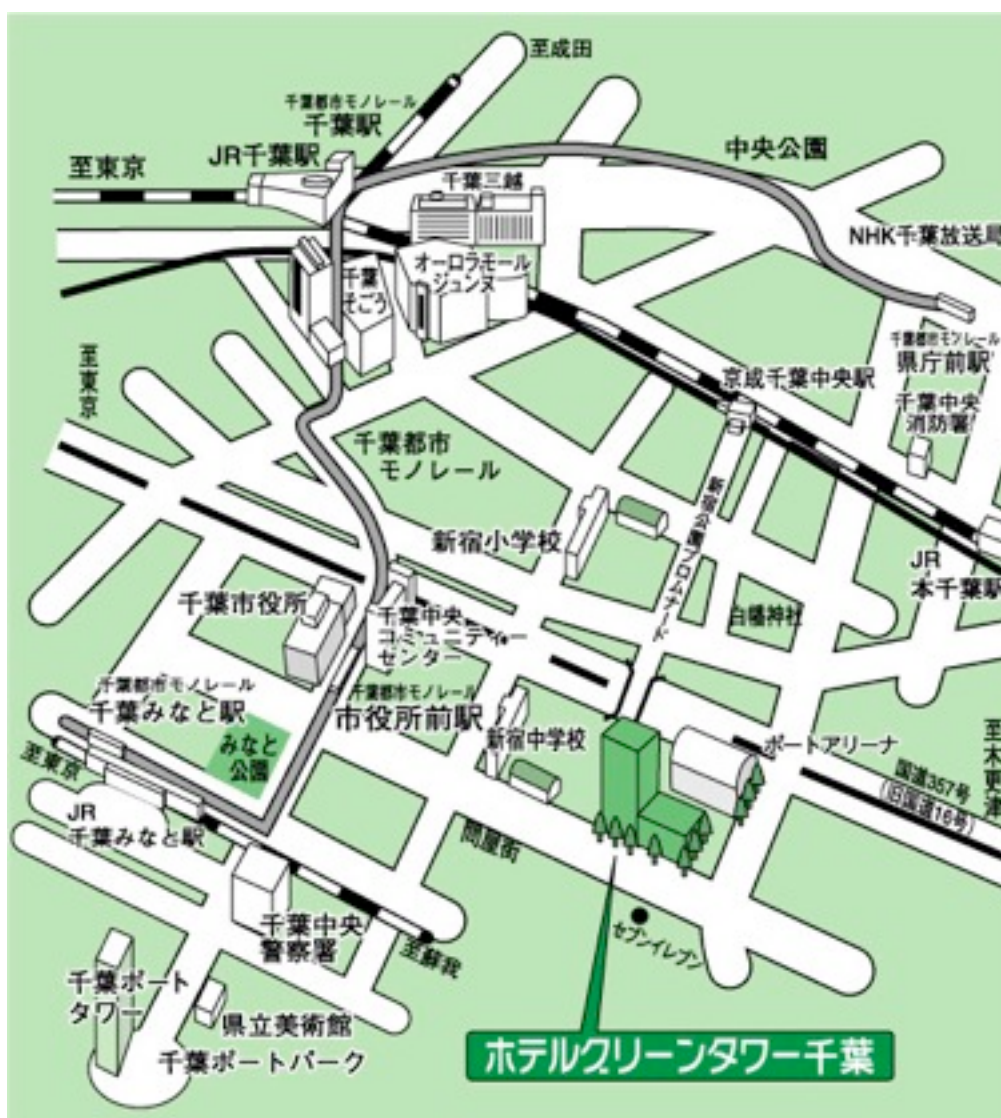 至成田
千葉都市モノレール
千葉駅
JR千葉駅
至東京
中央公園
千葉三越
NHK千葉放送局
オーロラモール
ジュンヌ
千葉
そごう
千葉都市モノレール
県庁前駅
至東京
京成千葉中央駅
千葉中央
消防署
千葉都市
モノレール
新宿公園プロムナード
新宿小学校
JR
本千葉駅
千葉市役所
千葉中央
コミュニティー
センター
白幡神社
千葉都市モノレール
千葉みなと駅
千葉都市モノレール
市役所前駅
新宿中学校
ポートアリーナ
至木更津
みなと
公園
至東京
国道357号
(旧国道16号)
JR
千葉みなと駅
問屋街
千葉中央
警察署
至蘇我
セブンイレブン
千葉ポート
タワー
県立美術館
千葉ポートパーク
ホテルグリーンタワー千葉